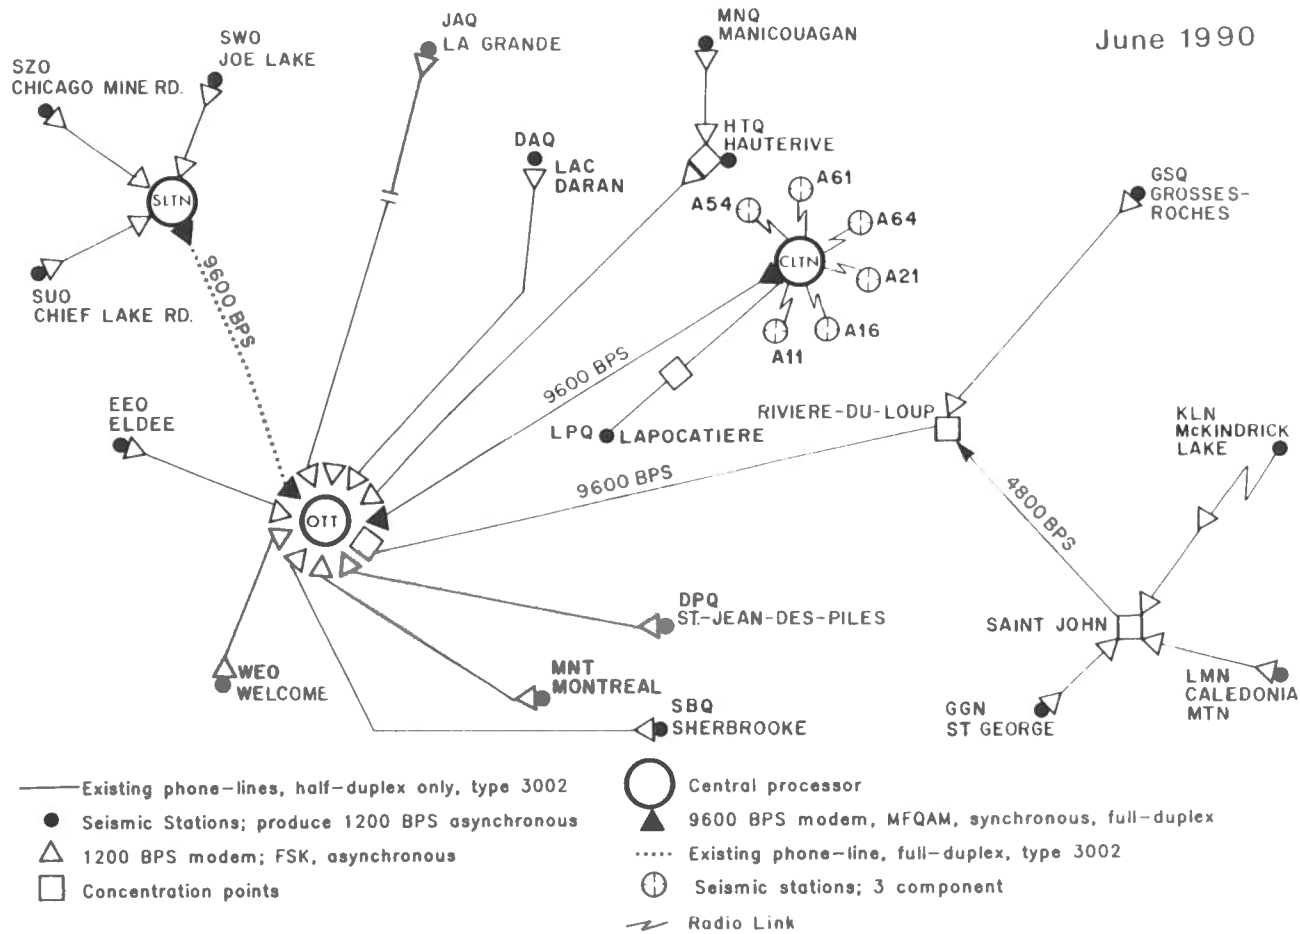 JAQ
LA GRANDE
MNQ
MANICOUAGAN
June 1990
SWO
JOE LAKE
SZO
CHICAGO MINE RD.
HTQ
HAUTERIVE
DAQ
LAC
DARAN
A61
A54
A64
GSQ
GROSSES-
ROCHES
SLTN
CLTN
A21
SUO
CHIEF LAKE RD.
9600 BPS
A11
A16
9600 BPS
EEO
ELDEE
LPQ
LAPOCATIERE
RIVIERE-DU-LOUP
KLN
McKINDRICK
LAKE
9600 BPS
4800 BPS
OTT
DPQ
ST.-JEAN-DES-PILES
SAINT JOHN
WEO
WELCOME
MNT
MONTREAL
SBQ
SHERBROOKE
GGN
ST GEORGE
LMN
CALEDONIA
MTN
Existing phone-lines, half-duplex only, type 3002
Seismic Stations; produce 1200 BPS asynchronous
1200 BPS modem; FSK, asynchronous
Concentration points
Central processor
9600 BPS modem, MFQAM, synchronous, full-duplex
Existing phone-line, full-duplex, type 3002
Seismic stations; 3 component
Radio Link